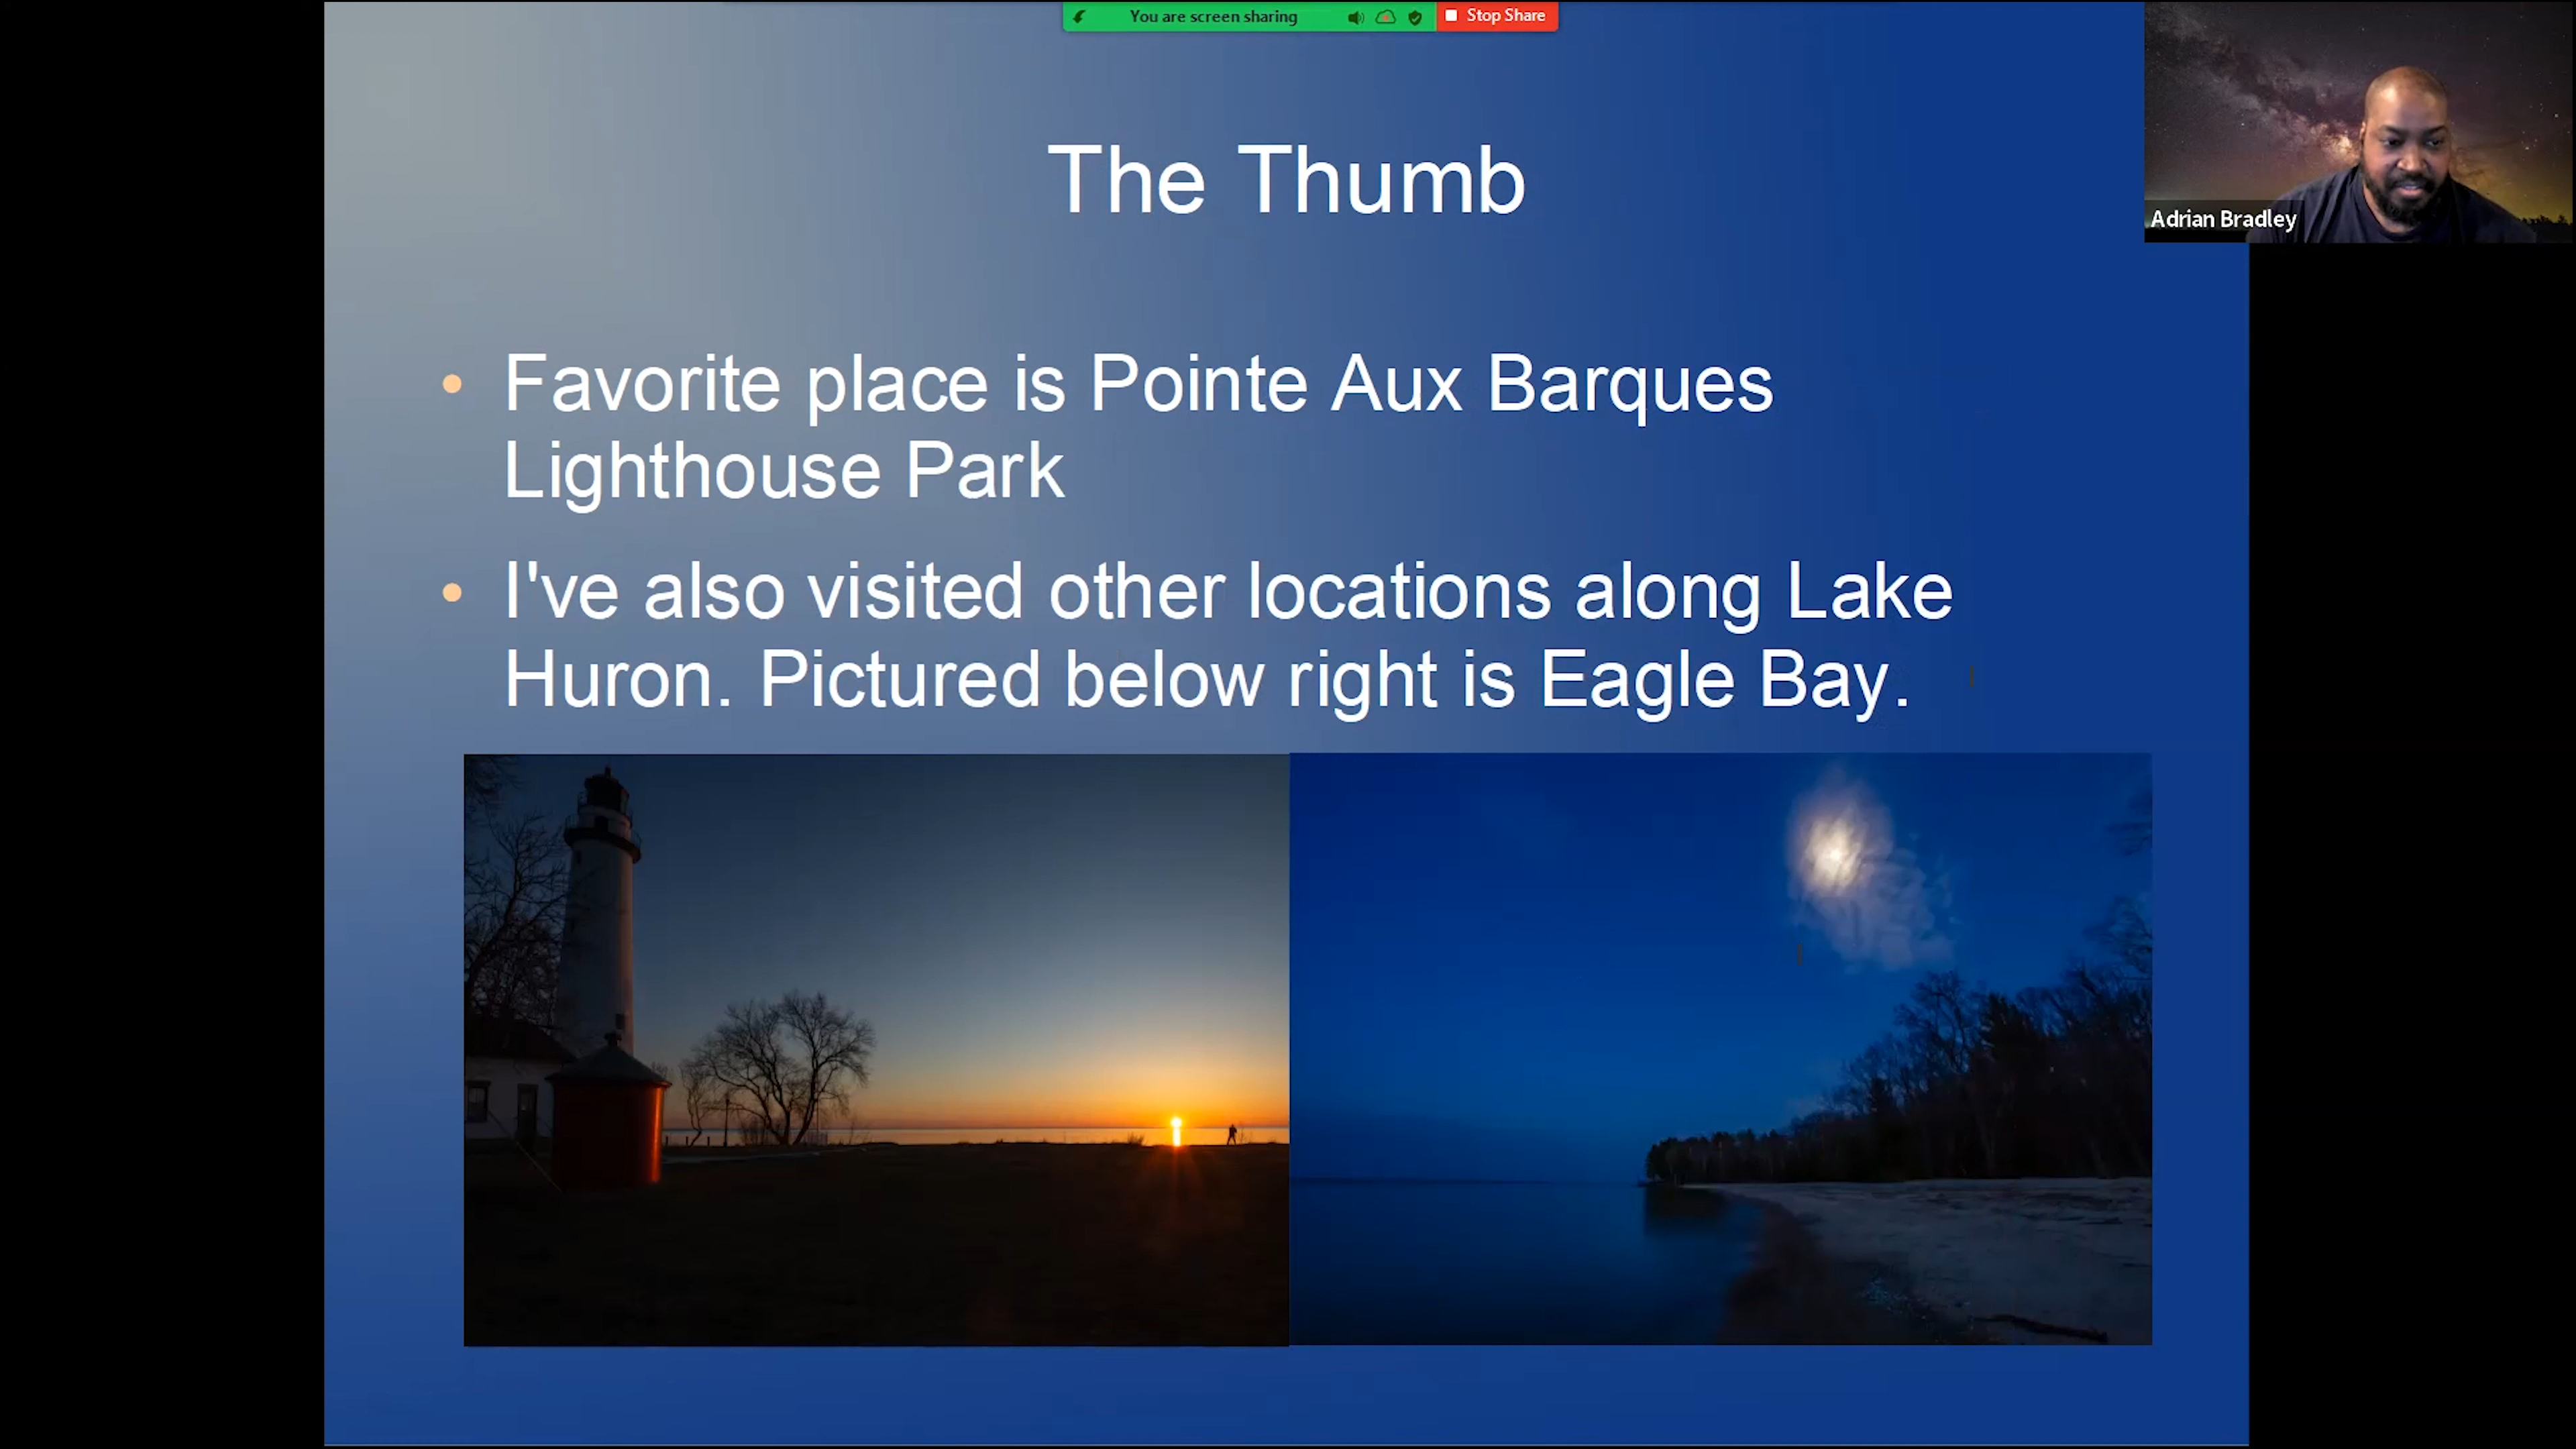 You are screen sharing
Stop Share
Adrian Bradley
The Thumb
Favorite place is Pointe Aux Barques
Lighthouse Park
I've also visited other locations along Lake
Huron. Pictured below right is Eagle Bay.